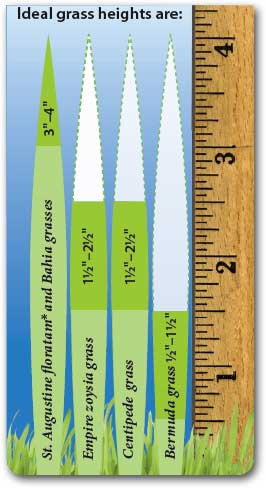 Ideal grass heights are:
3"–4"
St. Augustine floratam* and Bahia grasses
1½"–2½"
Empire zoysia grass
1½"–2½"
Centipede grass
Bermuda grass ½"–1½"
4
3
2
1